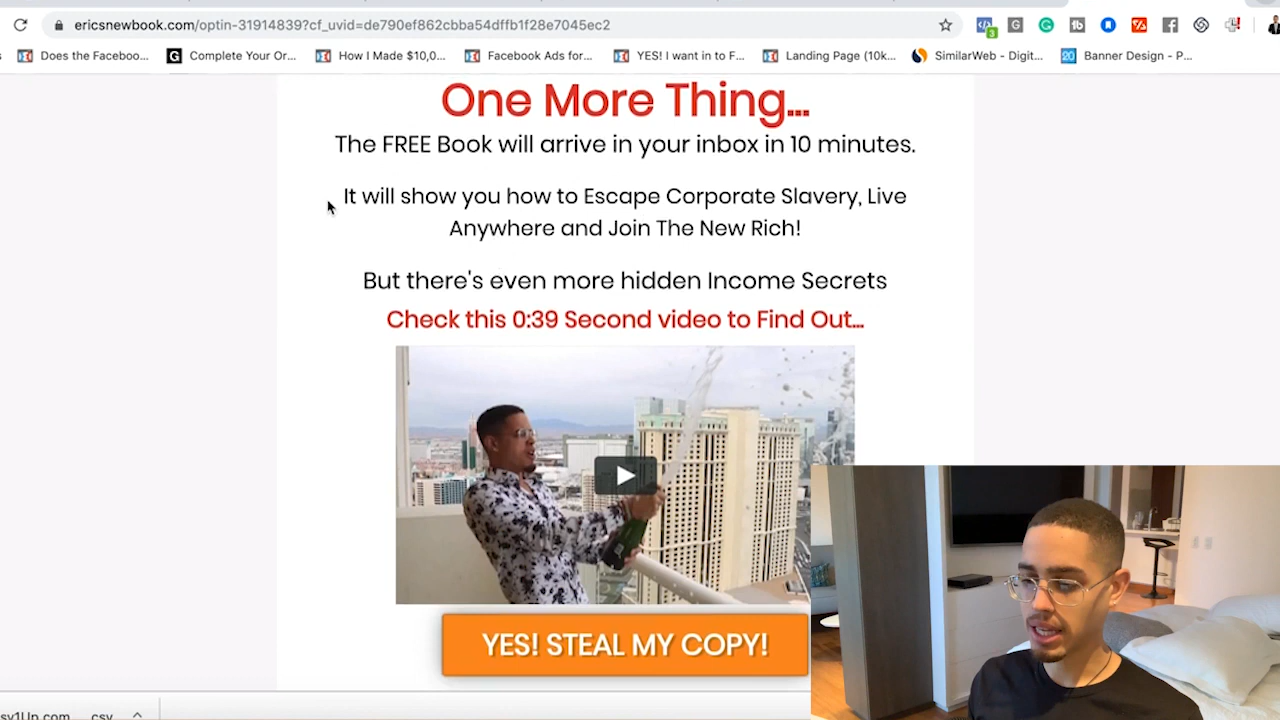 ericsnewbook.com/optin-31914839?cf_uvid=de790ef862cbba54dffb1f28e7045ec2
3
Does the Faceboo... Complete Your Or... How I Made $10,0... Facebook Ads for... YES! I want in to F... Landing Page (10k... SimilarWeb - Digit... 20 Banner Design - P...
One More Thing...
The FREE Book will arrive in your inbox in 10 minutes.
It will show you how to Escape Corporate Slavery, Live
Anywhere and Join The New Rich!
But there's even more hidden Income Secrets
Check this 0:39 Second video to Find Out...
YES! STEAL MY COPY!
sy1Up.com....csv